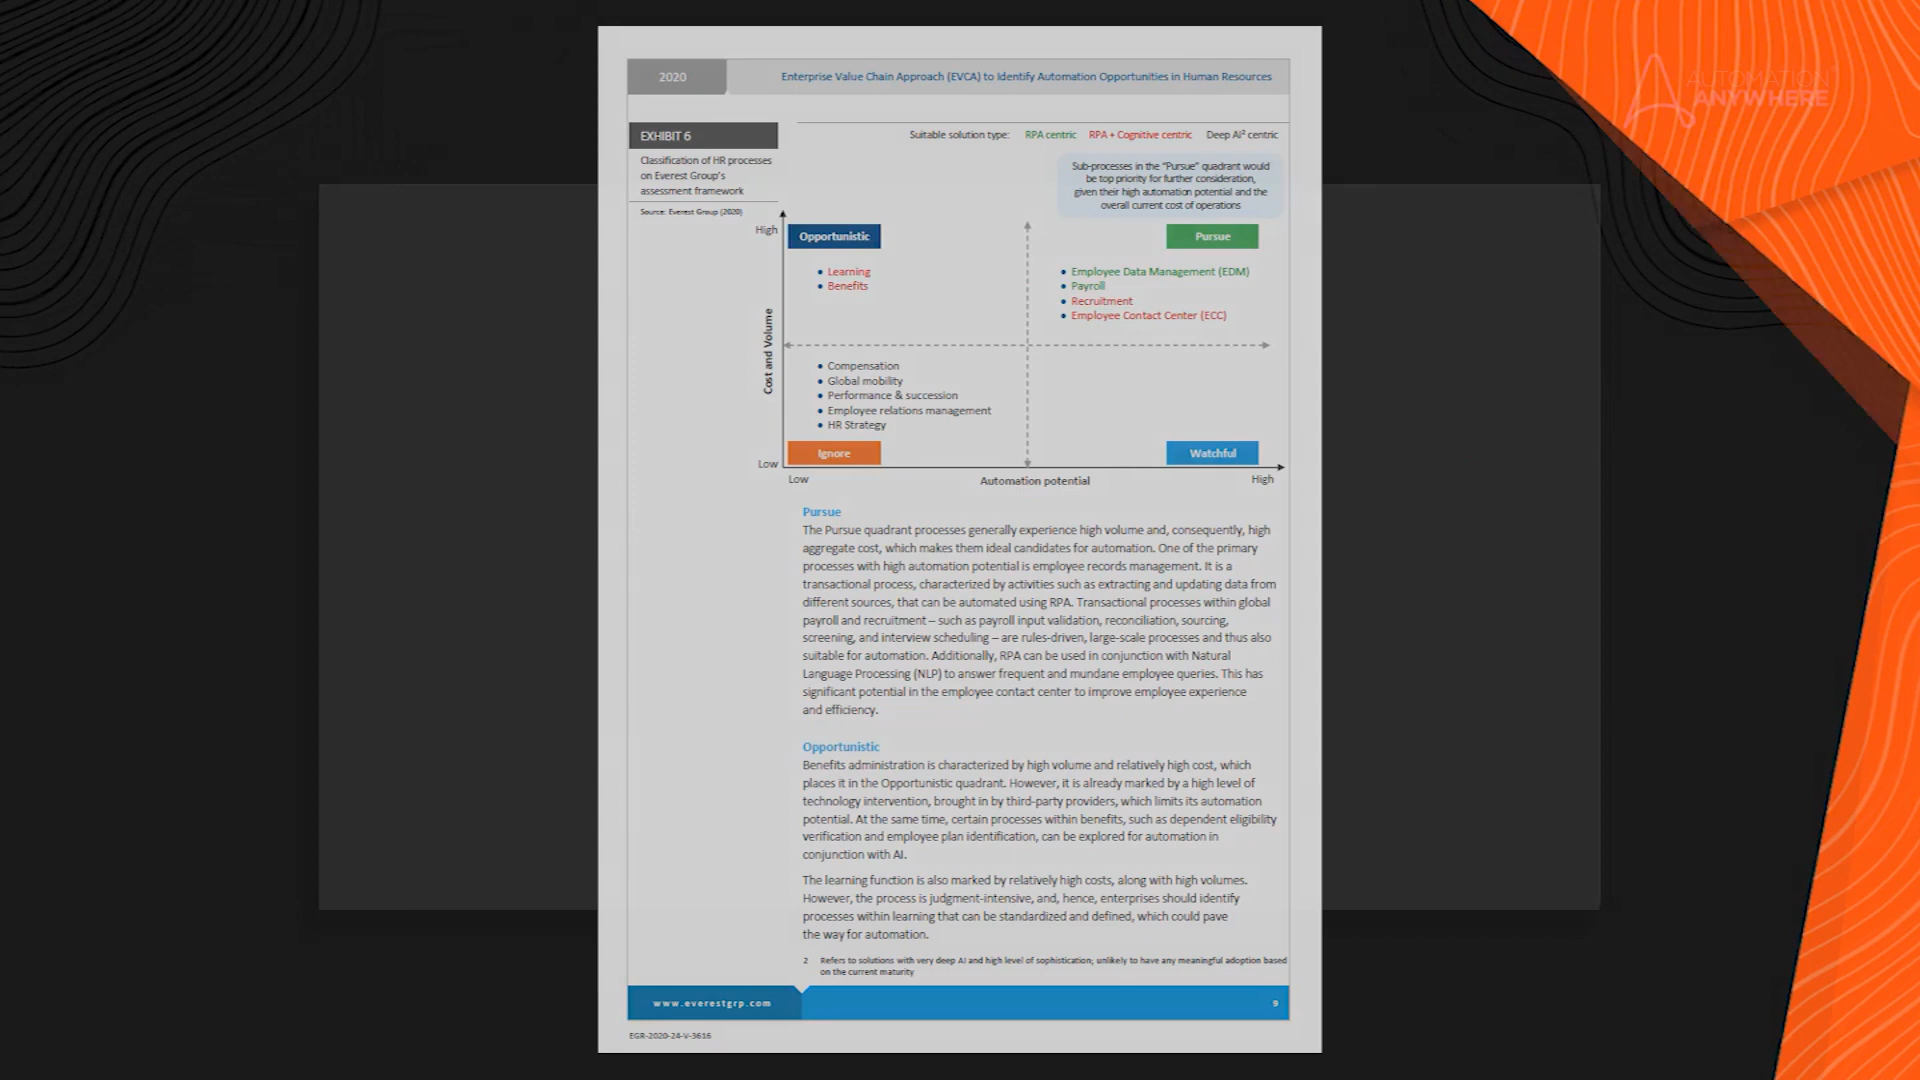 AUTOMATION
ANYWHERE
2020
Enterprise Value Chain Approach (EVCA) to Identify Automation Opportunities in Human Resources
EXHIBIT 6
Classification of HR processes
on Everest Group's
assessment framework
Source: Everest Group (2020)
Suitable solution type: RPA centric RPA + Cognitive centric Deep AI² centric
Sub-processes in the "Pursue" quadrant would
be top priority for further consideration,
given their high automation potential and the
overall current cost of operations
High
Opportunistic
Pursue
• Learning
• Benefits
• Employee Data Management (EDM)
• Payroll
• Recruitment
• Employee Contact Center (ECC)
Cost and Volume
• Compensation
• Global mobility
• Performance & succession
• Employee relations management
• HR Strategy
Ignore
Watchful
Low
Low
Automation potential
High
Pursue
The Pursue quadrant processes generally experience high volume and, consequently, high
aggregate cost, which makes them ideal candidates for automation. One of the primary
processes with high automation potential is employee records management. It is a
transactional process, characterized by activities such as extracting and updating data from
different sources, that can be automated using RPA. Transactional processes within global
payroll and recruitment – such as payroll input validation, reconciliation, sourcing,
screening, and interview scheduling – are rules-driven, large-scale processes and thus also
suitable for automation. Additionally, RPA can be used in conjunction with Natural
Language Processing (NLP) to answer frequent and mundane employee queries. This has
significant potential in the employee contact center to improve employee experience
and efficiency.
Opportunistic
Benefits administration is characterized by high volume and relatively high cost, which
places it in the Opportunistic quadrant. However, it is already marked by a high level of
technology intervention, brought in by third-party providers, which limits its automation
potential. At the same time, certain processes within benefits, such as dependent eligibility
verification and employee plan identification, can be explored for automation in
conjunction with AI.
The learning function is also marked by relatively high costs, along with high volumes.
However, the process is judgment-intensive, and, hence, enterprises should identify
processes within learning that can be standardized and defined, which could pave
the way for automation.
2 Refers to solutions with very deep AI and high level of sophistication; unlikely to have any meaningful adoption based
on the current maturity
www.everestgrp.com
9
EGR-2020-24-V-3616